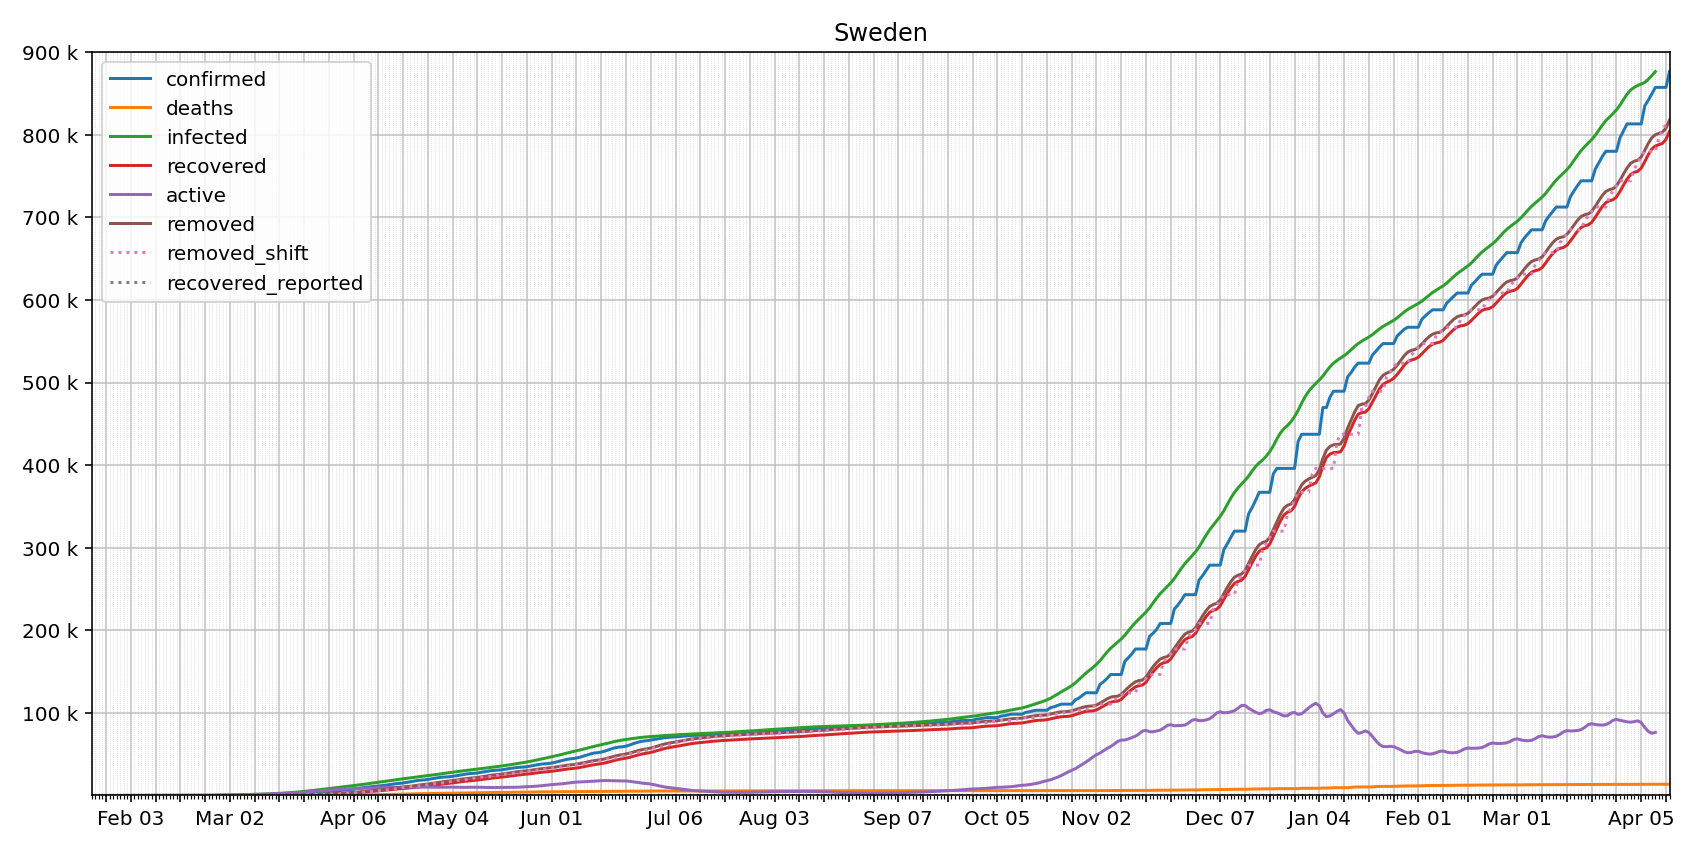 Sweden
900 k
800 k
700 k
600 k
500 k
400 k
300 k
200 k
100 k
confirmed
deaths
infected
recovered
active
removed
removed_shift
recovered_reported
Feb 03
Mar 02
Apr 06
May 04
Jun 01
Jul 06
Aug 03
Sep 07
Oct 05
Nov 02
Dec 07
Jan 04
Feb 01
Mar 01
Apr 05